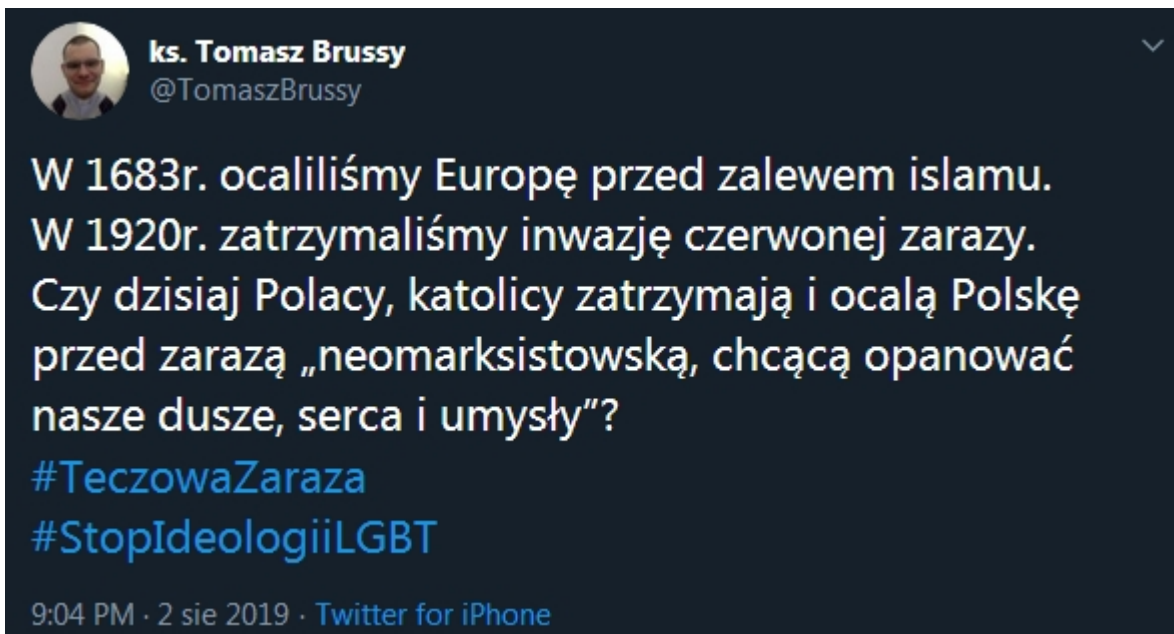 ks. Tomasz Brussy
@TomaszBrussy
W 1683r. ocaliliśmy Europę przed zalewem islamu.
W 1920r. zatrzymaliśmy inwazję czerwonej zarazy.
Czy dzisiaj Polacy, katolicy zatrzymają i ocalą Polskę
przed zarazą „neomarksistowską, chcącą opanować
nasze dusze, serca i umysły”?
#TeczowaZaraza
#StopIdeologiiLGBT
9:04 PM · 2 sie 2019 · Twitter for iPhone